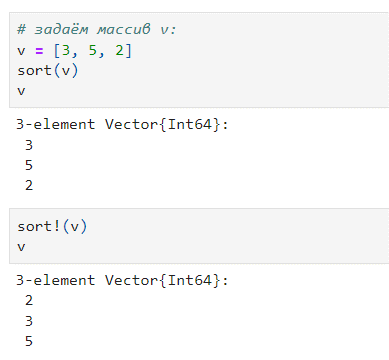 # задаём массив v:
v = [3, 5, 2]
sort(v)
v
3-element Vector{Int64}:
3
5
2
sort!(v)
v
3-element Vector{Int64}:
2
3
5